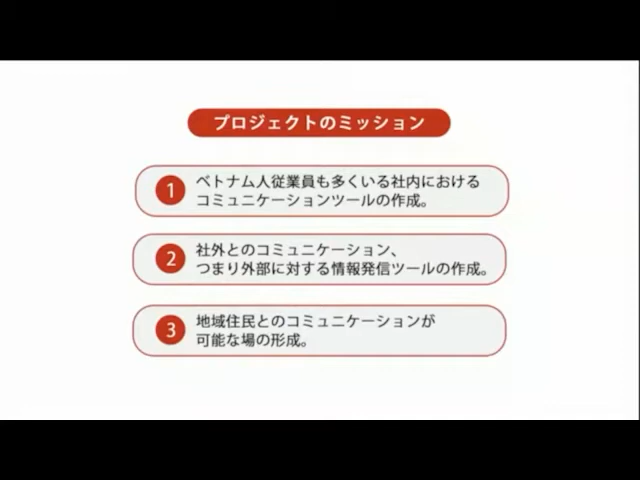 プロジェクトのミッション
1
ベトナム人従業員も多くいる社内における
コミュニケーションツールの作成。
2
社外とのコミュニケーション、
つまり外部に対する情報発信ツールの作成。
3
地域住民とのコミュニケーションが
可能な場の形成。